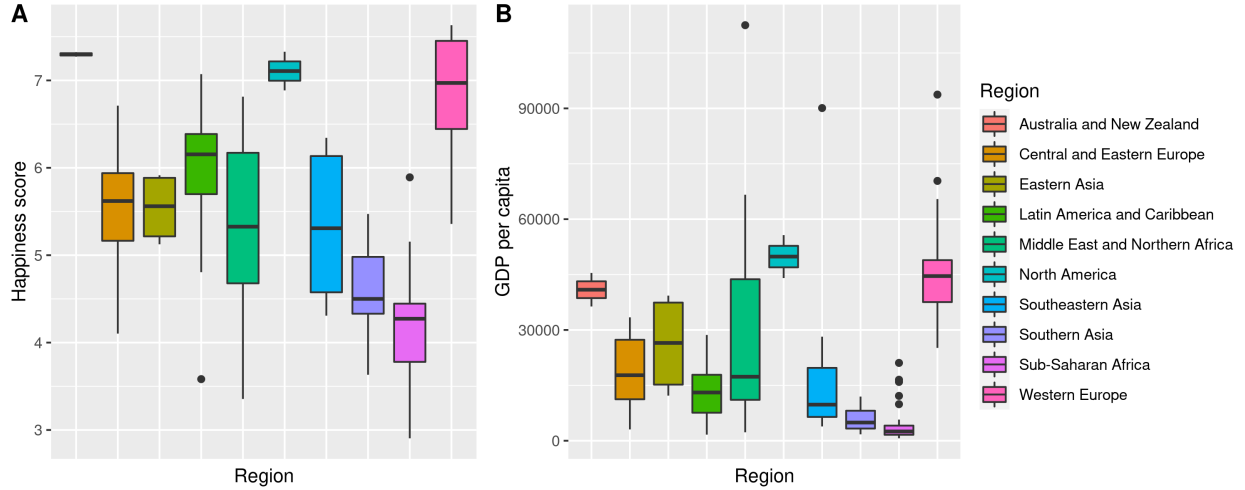 A
Happiness score
7
6
5
4
3
Region
B
GDP per capita
90000
60000
30000
0
Region
Region
Australia and New Zealand
Central and Eastern Europe
Eastern Asia
Latin America and Caribbean
Middle East and Northern Africa
North America
Southeastern Asia
Southern Asia
Sub-Saharan Africa
Western Europe